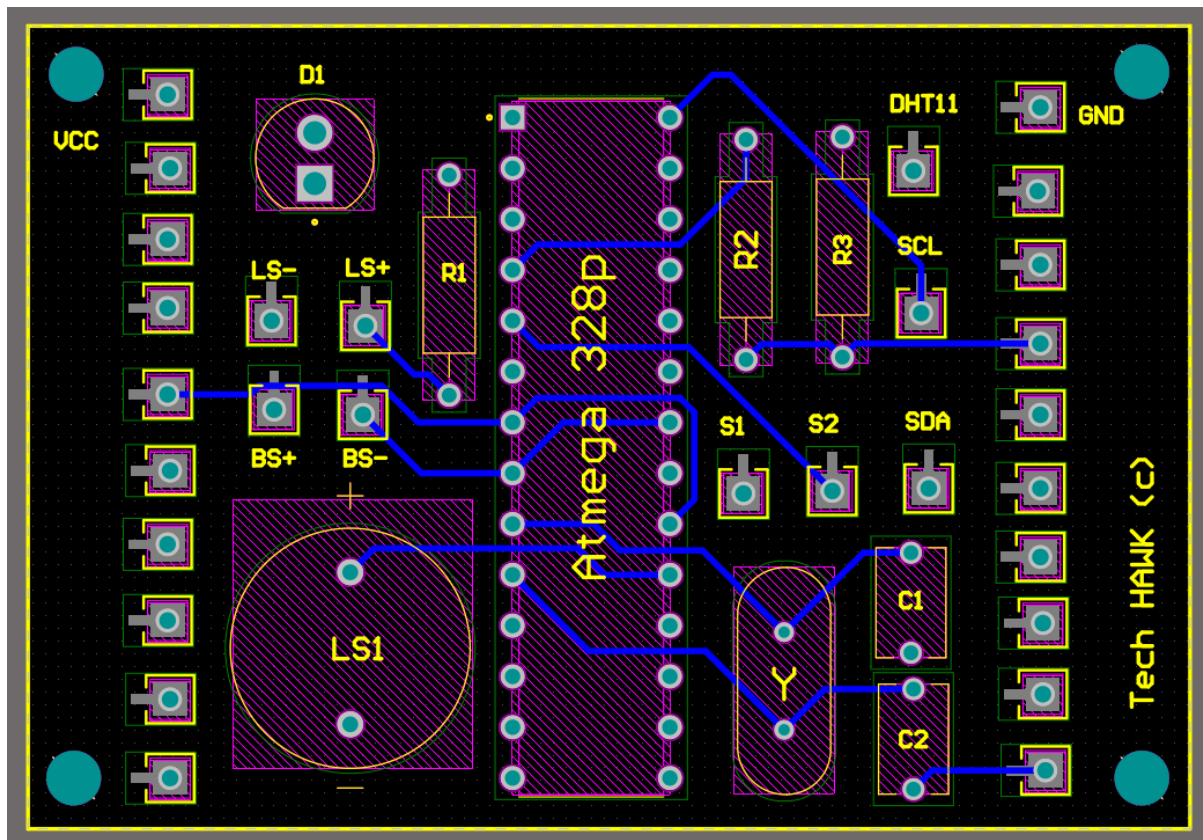 D1
VCC
DHT11
GND
LS-
LS+
R1
R2
R3
SCL
Atmega 328p
BS+
BS-
S1
S2
SDA
+
LS1
-
Y
C1
C2
Tech HAWK (c)